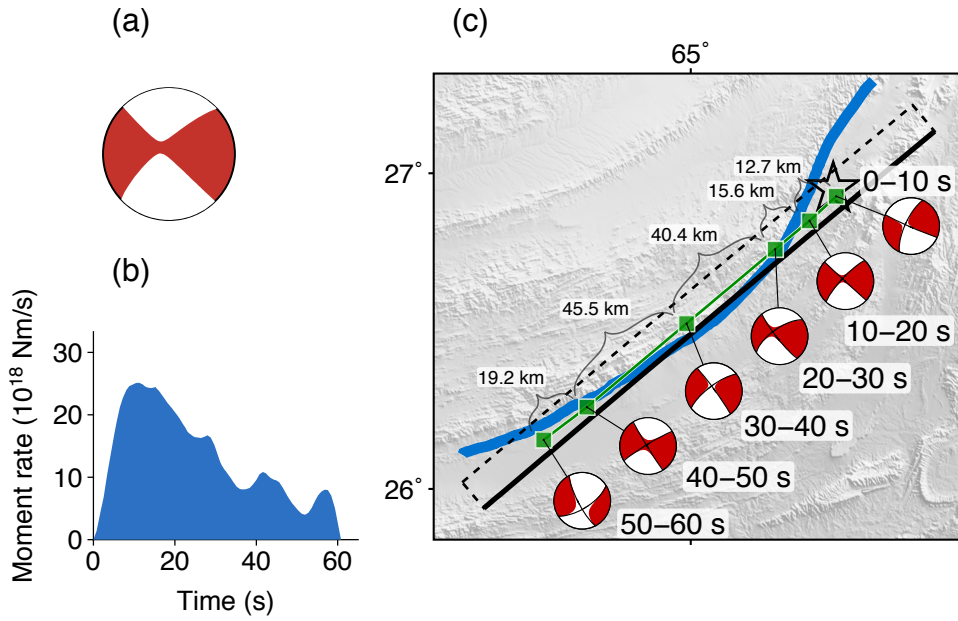 (a)
(b)
30
20
10
0
Moment rate (10¹⁸ Nm/s)
0
20
40
60
Time (s)
(c)
65°
27°
26°
12.7 km
15.6 km
40.4 km
45.5 km
19.2 km
0–10 s
10–20 s
20–30 s
30–40 s
40–50 s
50–60 s